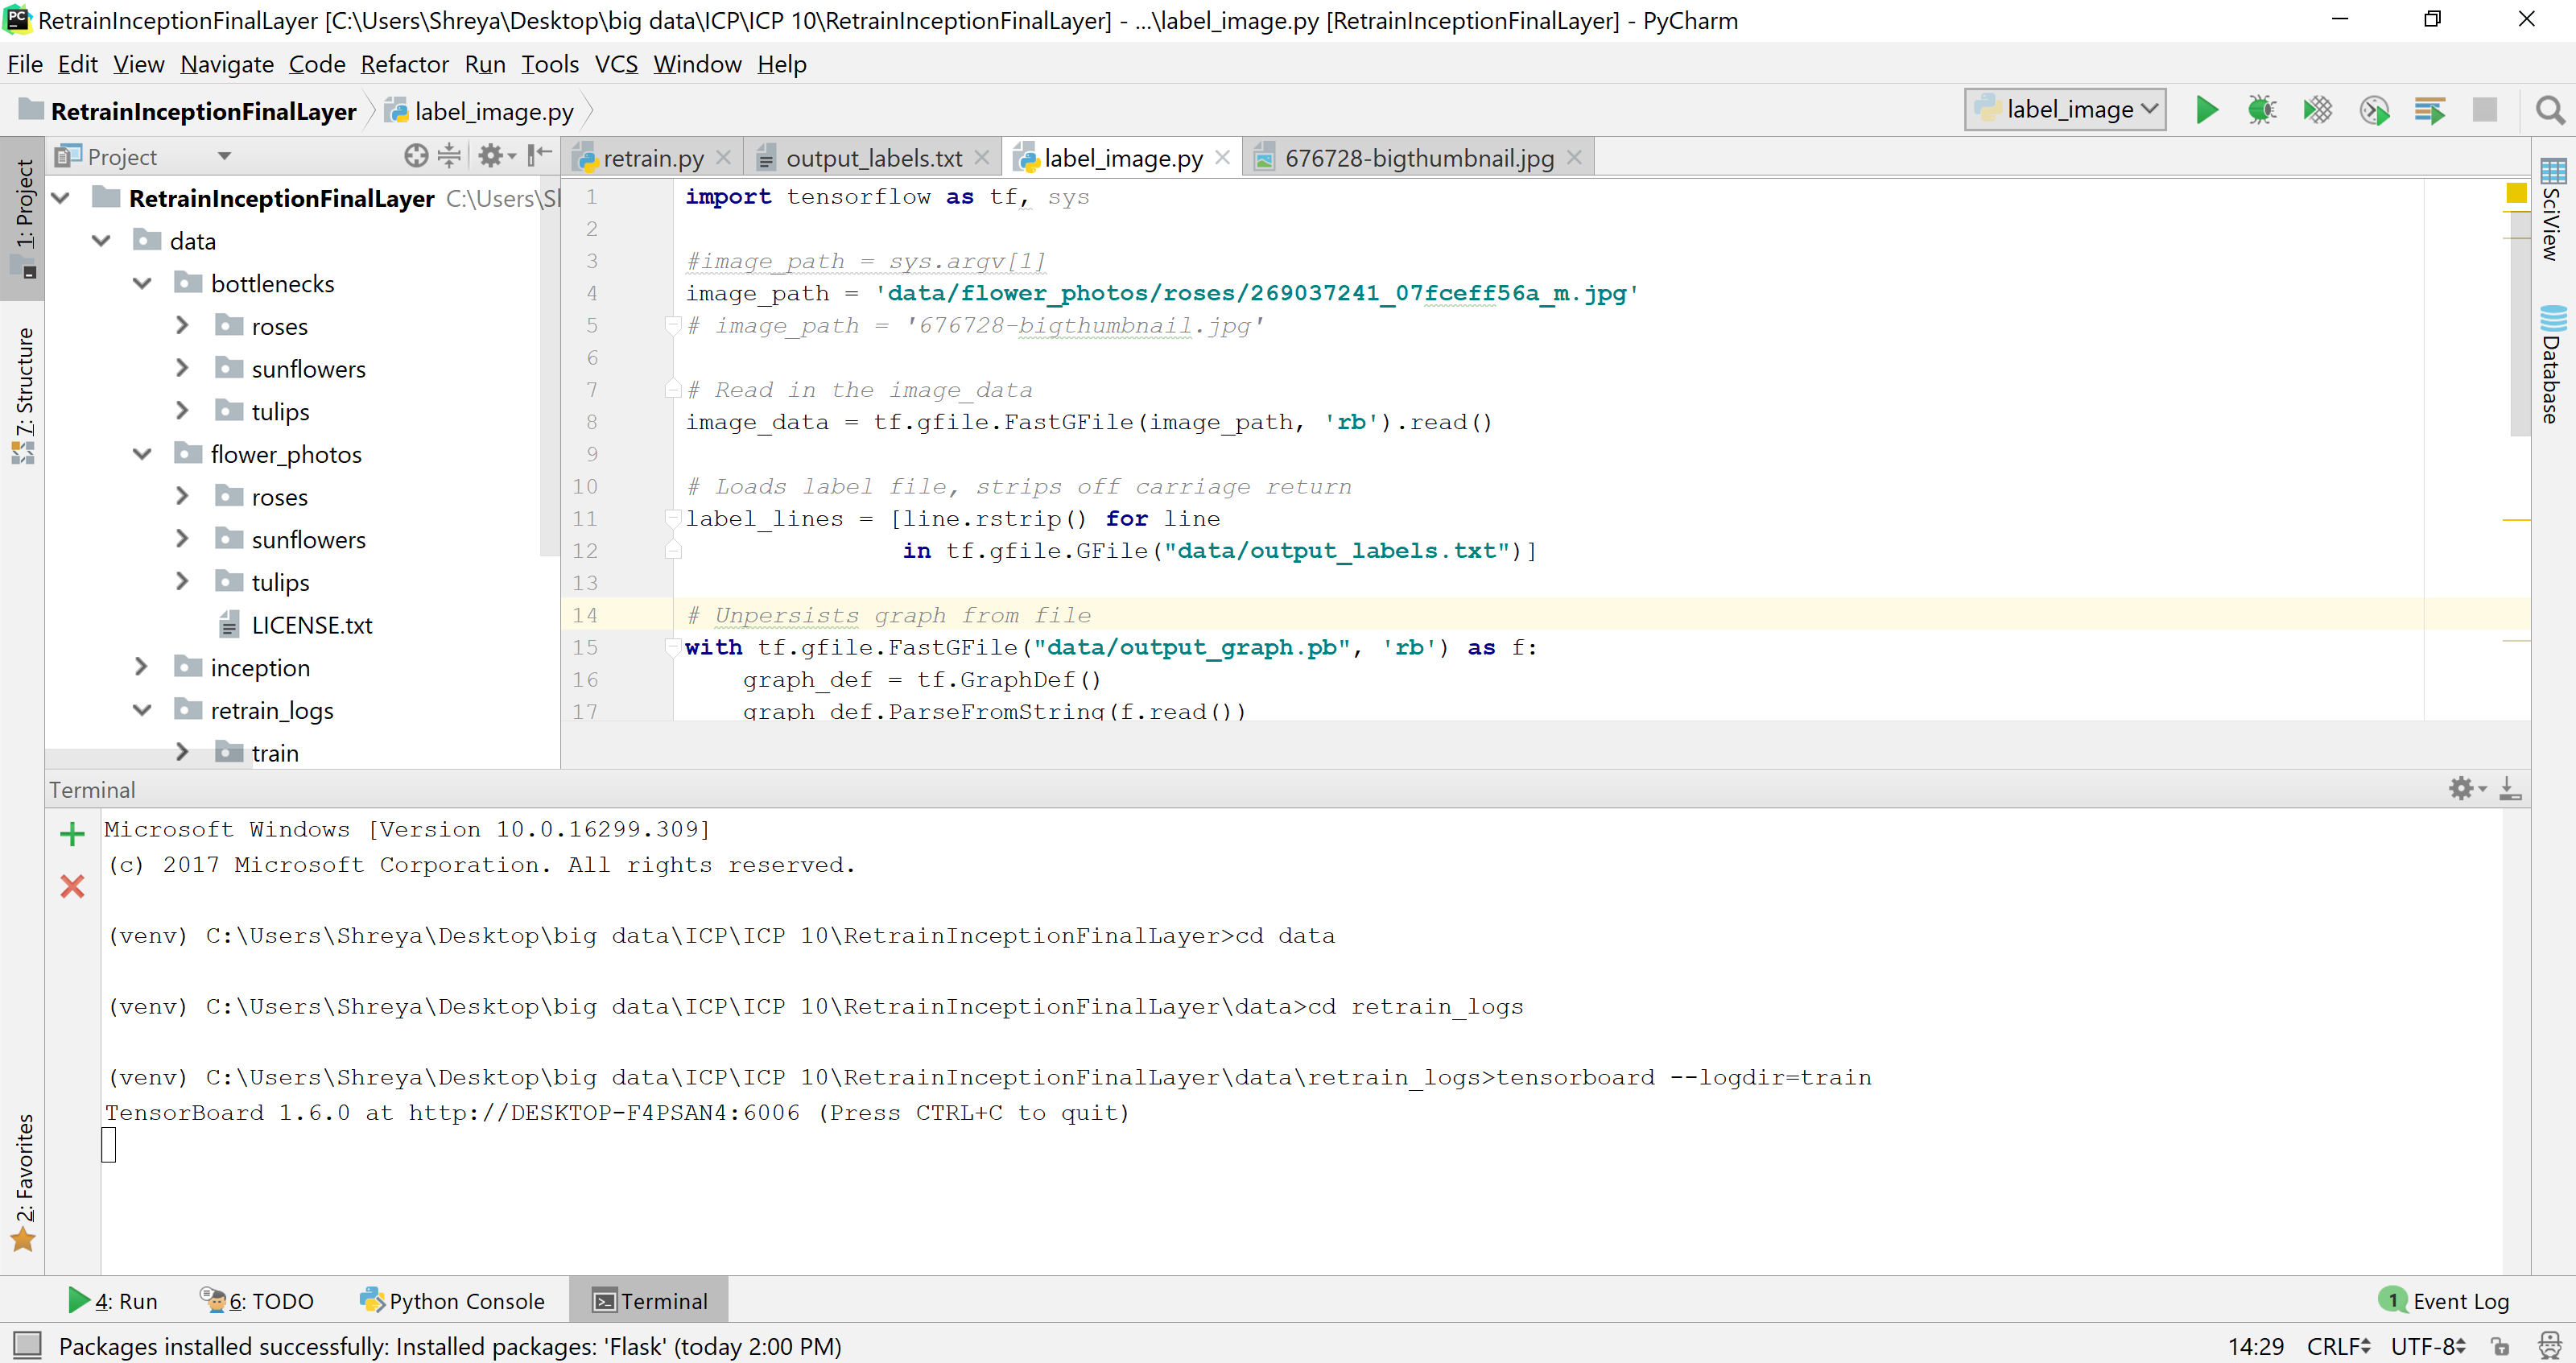 PC
RetrainInceptionFinalLayer [C:\Users\Shreya\Desktop\big data\ICP\ICP 10\RetrainInceptionFinalLayer] - ...\label_image.py [RetrainInceptionFinalLayer] - PyCharm
File Edit View Navigate Code Refactor Run Tools VCS Window Help
RetrainInceptionFinalLayer label_image.py label_image
1: Project
7: Structure
2: Favorites
Project
RetrainInceptionFinalLayer C:\Users\S
data
bottlenecks
roses
sunflowers
tulips
flower_photos
roses
sunflowers
tulips
LICENSE.txt
inception
retrain_logs
train
retrain.py output_labels.txt label_image.py 676728-bigthumbnail.jpg
1 import tensorflow as tf, sys
2
3 #image_path = sys.argv[1]
4 image_path = 'data/flower_photos/roses/269037241_07fceff56a_m.jpg'
5 # image_path = '676728-bigthumbnail.jpg'
6
7 # Read in the image_data
8 image_data = tf.gfile.FastGFile(image_path, 'rb').read()
9
10 # Loads label file, strips off carriage return
11 label_lines = [line.rstrip() for line
12 in tf.gfile.GFile("data/output_labels.txt")]
13
14 # Unpersists graph from file
15 with tf.gfile.FastGFile("data/output_graph.pb", 'rb') as f:
16 graph_def = tf.GraphDef()
17 graph_def.ParseFromString(f.read())
SciView
Database
Terminal
Microsoft Windows [Version 10.0.16299.309]
(c) 2017 Microsoft Corporation. All rights reserved.
(venv) C:\Users\Shreya\Desktop\big data\ICP\ICP 10\RetrainInceptionFinalLayer>cd data
(venv) C:\Users\Shreya\Desktop\big data\ICP\ICP 10\RetrainInceptionFinalLayer\data>cd retrain_logs
(venv) C:\Users\Shreya\Desktop\big data\ICP\ICP 10\RetrainInceptionFinalLayer\data\retrain_logs>tensorboard --logdir=train
TensorBoard 1.6.0 at http://DESKTOP-F4PSAN4:6006 (Press CTRL+C to quit)
4: Run 6: TODO Python Console Terminal 1 Event Log
Packages installed successfully: Installed packages: 'Flask' (today 2:00 PM) 14:29 CRLF UTF-8